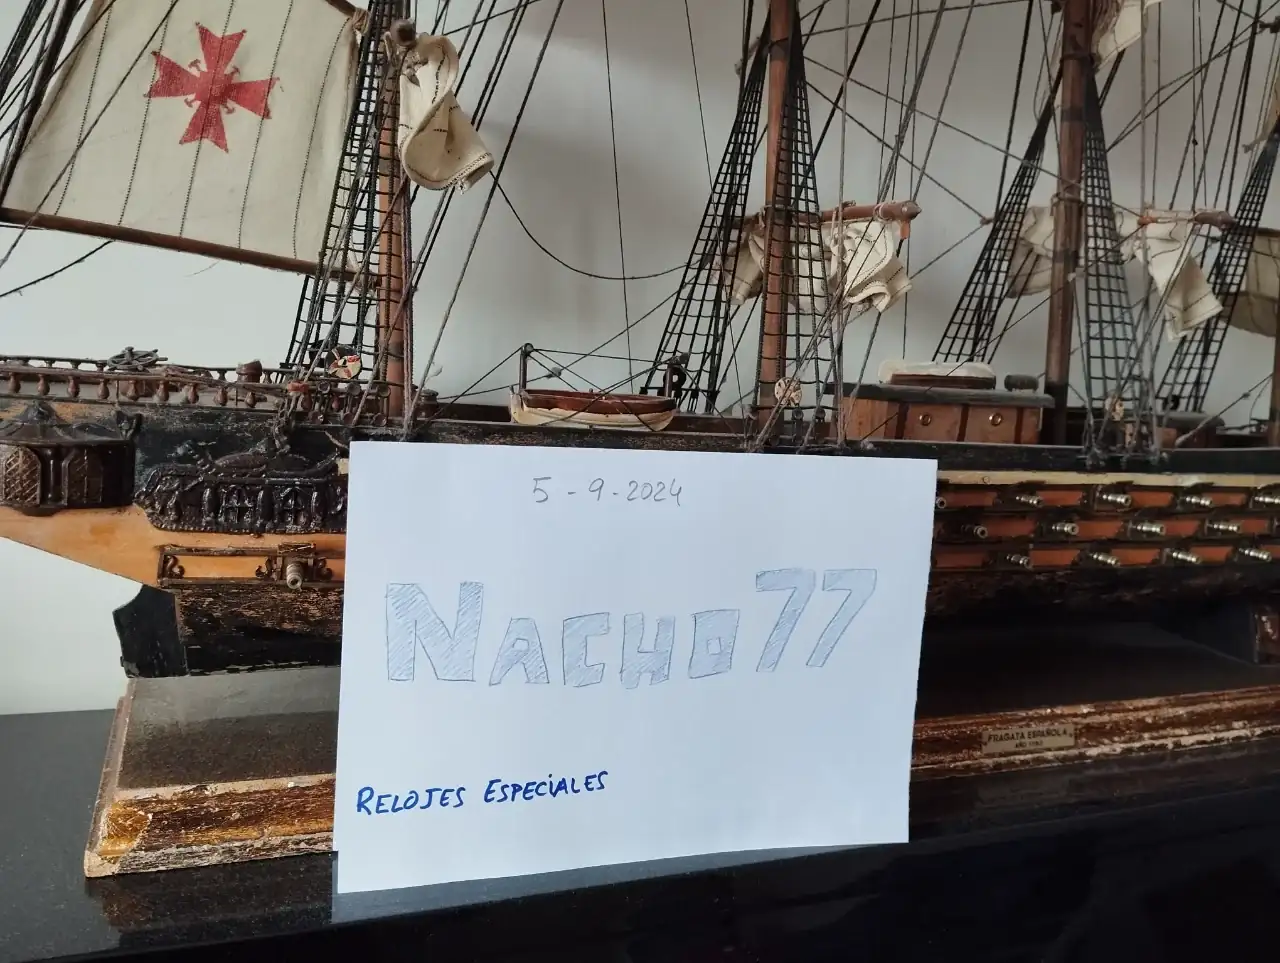 5-9-2024
NACHO77
RELOJES ESPECIALES
FRAGATA ESPAÑOLA